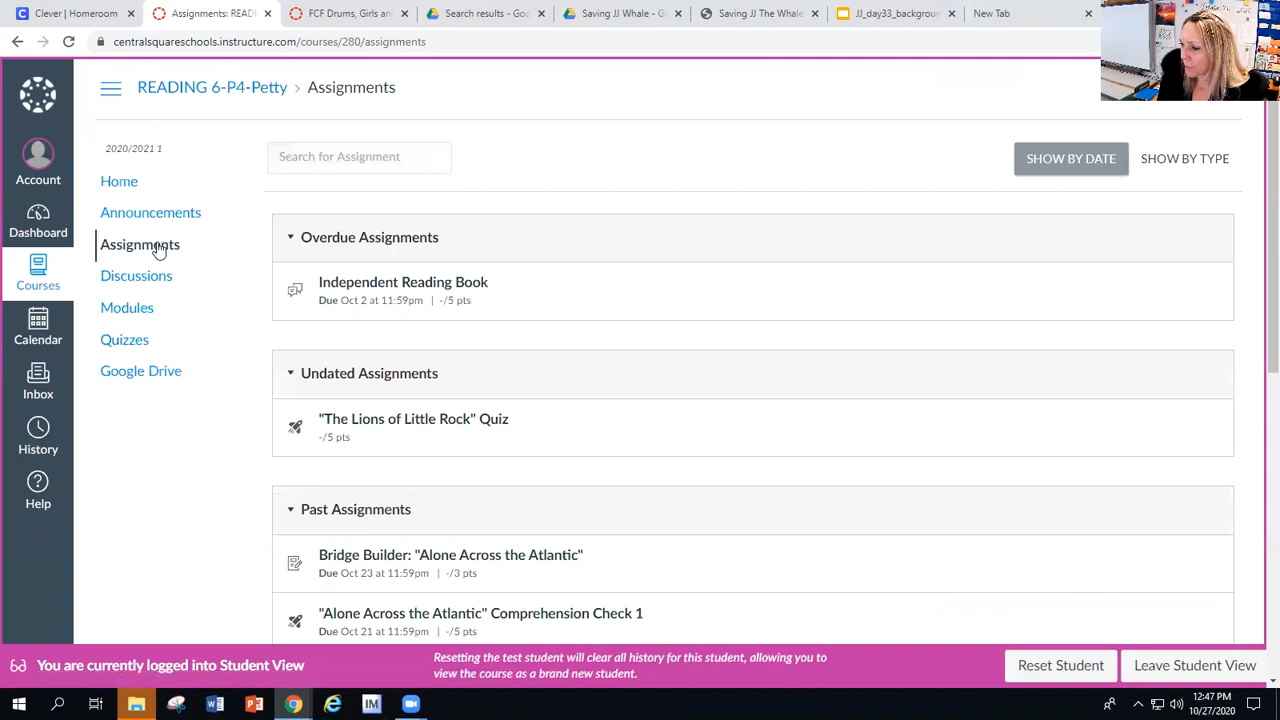 Clever | Homeroom
Assignments: READI
FCF Drums, Girls an
Search results - Goo
Saving JJ Whale - G
Saving JJ The Whale
JJ_day33_backgroun
New Tab
centralsquareschools.instructure.com/courses/280/assignments
READING 6-P4-Petty > Assignments
Account
Dashboard
Courses
Calendar
Inbox
History
Help
2020/2021 1
Home
Announcements
Assignments
Discussions
Modules
Quizzes
Google Drive
Search for Assignment
SHOW BY DATE
SHOW BY TYPE
Overdue Assignments
Independent Reading Book
Due Oct 2 at 11:59pm | -/5 pts
Undated Assignments
"The Lions of Little Rock" Quiz
-/5 pts
Past Assignments
Bridge Builder: "Alone Across the Atlantic"
Due Oct 23 at 11:59pm | -/3 pts
"Alone Across the Atlantic" Comprehension Check 1
Due Oct 21 at 11:59pm | -/5 pts
You are currently logged into Student View
Resetting the test student will clear all history for this student, allowing you to
view the course as a brand new student.
Reset Student
Leave Student View
IM
12:47 PM
10/27/2020